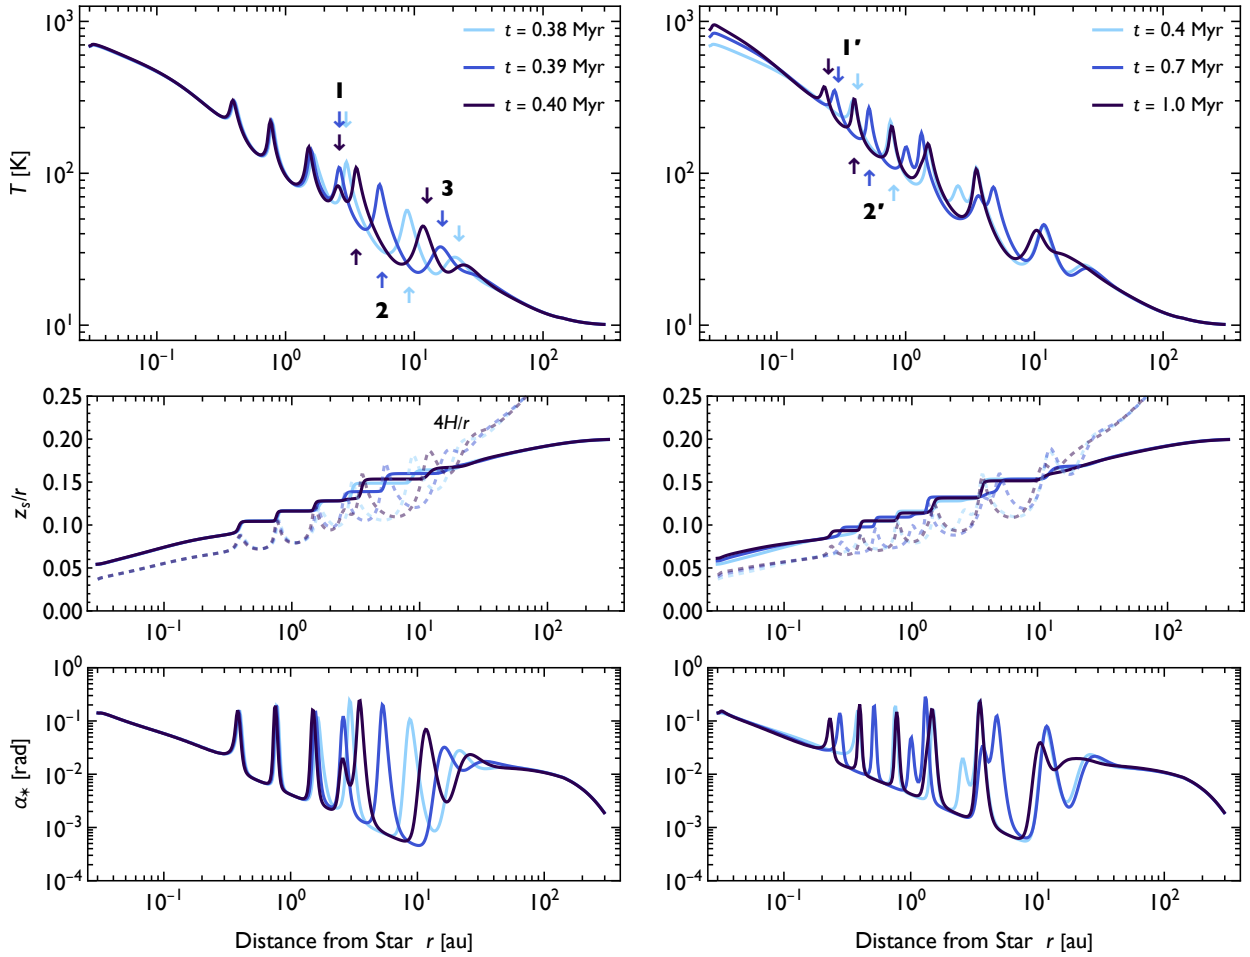 10³
10²
10¹
T [K]
t = 0.38 Myr
t = 0.39 Myr
t = 0.40 Myr
1
2
3
10⁻¹ 10⁰ 10¹ 10²
10³
10²
10¹
t = 0.4 Myr
t = 0.7 Myr
t = 1.0 Myr
1′
2′
10⁻¹ 10⁰ 10¹ 10²
0.25
0.20
0.15
0.10
0.05
0.00
zₛ/r
4H/r
10⁻¹ 10⁰ 10¹ 10²
0.25
0.20
0.15
0.10
0.05
0.00
10⁻¹ 10⁰ 10¹ 10²
10⁰
10⁻¹
10⁻²
10⁻³
10⁻⁴
α⁎ [rad]
10⁻¹ 10⁰ 10¹ 10²
Distance from Star r [au]
10⁰
10⁻¹
10⁻²
10⁻³
10⁻⁴
10⁻¹ 10⁰ 10¹ 10²
Distance from Star r [au]